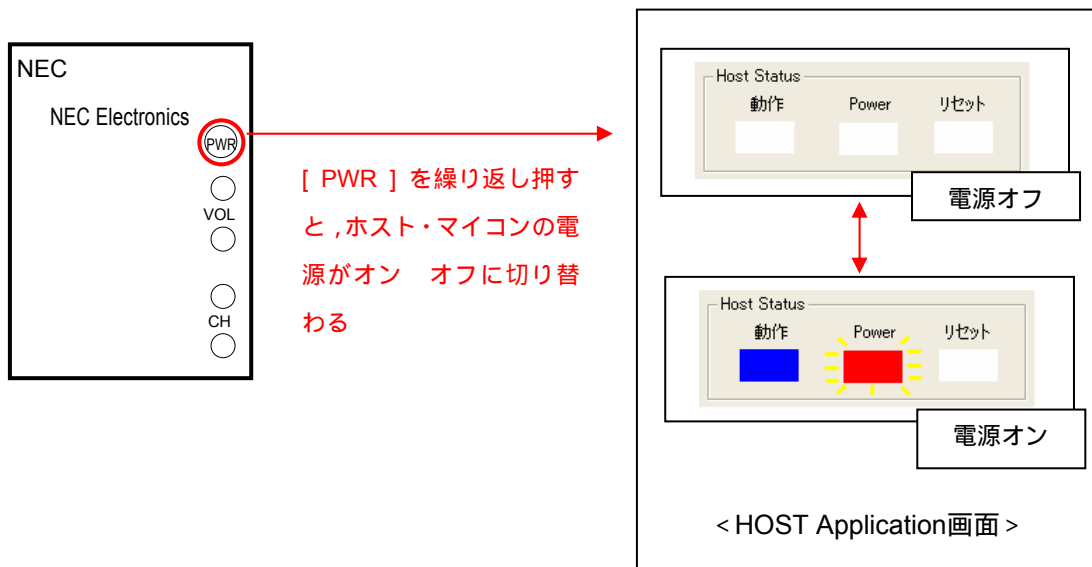 NEC
NEC Electronics
PWR
VOL
CH
[ PWR ] を繰り返し押す
と ,ホスト・マイコンの電
源がオン　オフに切り替
わる
Host Status
動作 Power リセット
電源オフ
Host Status
動作 Power リセット
電源オン
< HOST Application画面 >